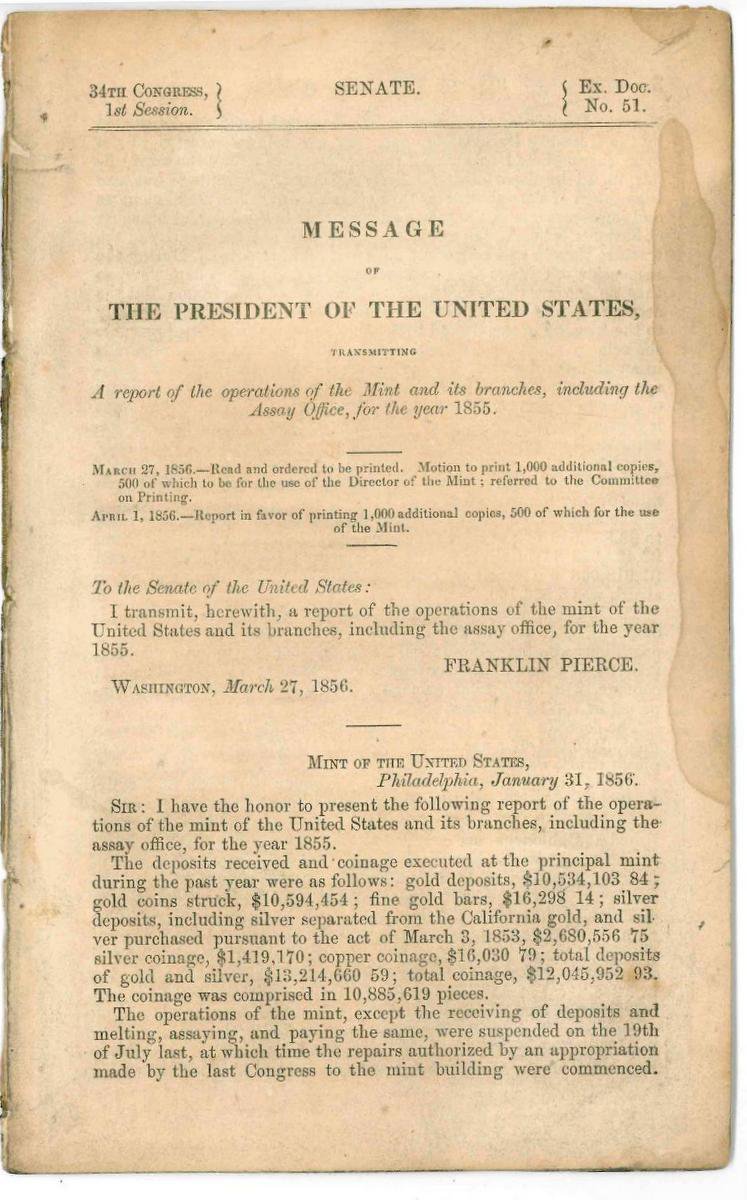 34TH CONGRESS, } SENATE. { Ex. Doc.
1st Session. } { No. 51.
MESSAGE
OF
THE PRESIDENT OF THE UNITED STATES,
TRANSMITTING
A report of the operations of the Mint and its branches, including the
Assay Office, for the year 1855.
MARCH 27, 1856.—Read and ordered to be printed. Motion to print 1,000 additional copies,
500 of which to be for the use of the Director of the Mint; referred to the Committee
on Printing.
APRIL 1, 1856.—Report in favor of printing 1,000 additional copies, 500 of which for the use
of the Mint.
To the Senate of the United States:
I transmit, herewith, a report of the operations of the mint of the
United States and its branches, including the assay office, for the year
1855.
FRANKLIN PIERCE.
WASHINGTON, March 27, 1856.
MINT OF THE UNITED STATES,
Philadelphia, January 31, 1856.
SIR: I have the honor to present the following report of the opera-
tions of the mint of the United States and its branches, including the
assay office, for the year 1855.
The deposits received and coinage executed at the principal mint
during the past year were as follows: gold deposits, $10,534,103 84;
gold coins struck, $10,594,454; fine gold bars, $16,298 14; silver
deposits, including silver separated from the California gold, and sil-
ver purchased pursuant to the act of March 3, 1853, $2,680,556 75
silver coinage, $1,419,170; copper coinage, $16,030 79; total deposits
of gold and silver, $13,214,660 59; total coinage, $12,045,952 93.
The coinage was comprised in 10,885,619 pieces.
The operations of the mint, except the receiving of deposits and
melting, assaying, and paying the same, were suspended on the 19th
of July last, at which time the repairs authorized by an appropriation
made by the last Congress to the mint building were commenced.